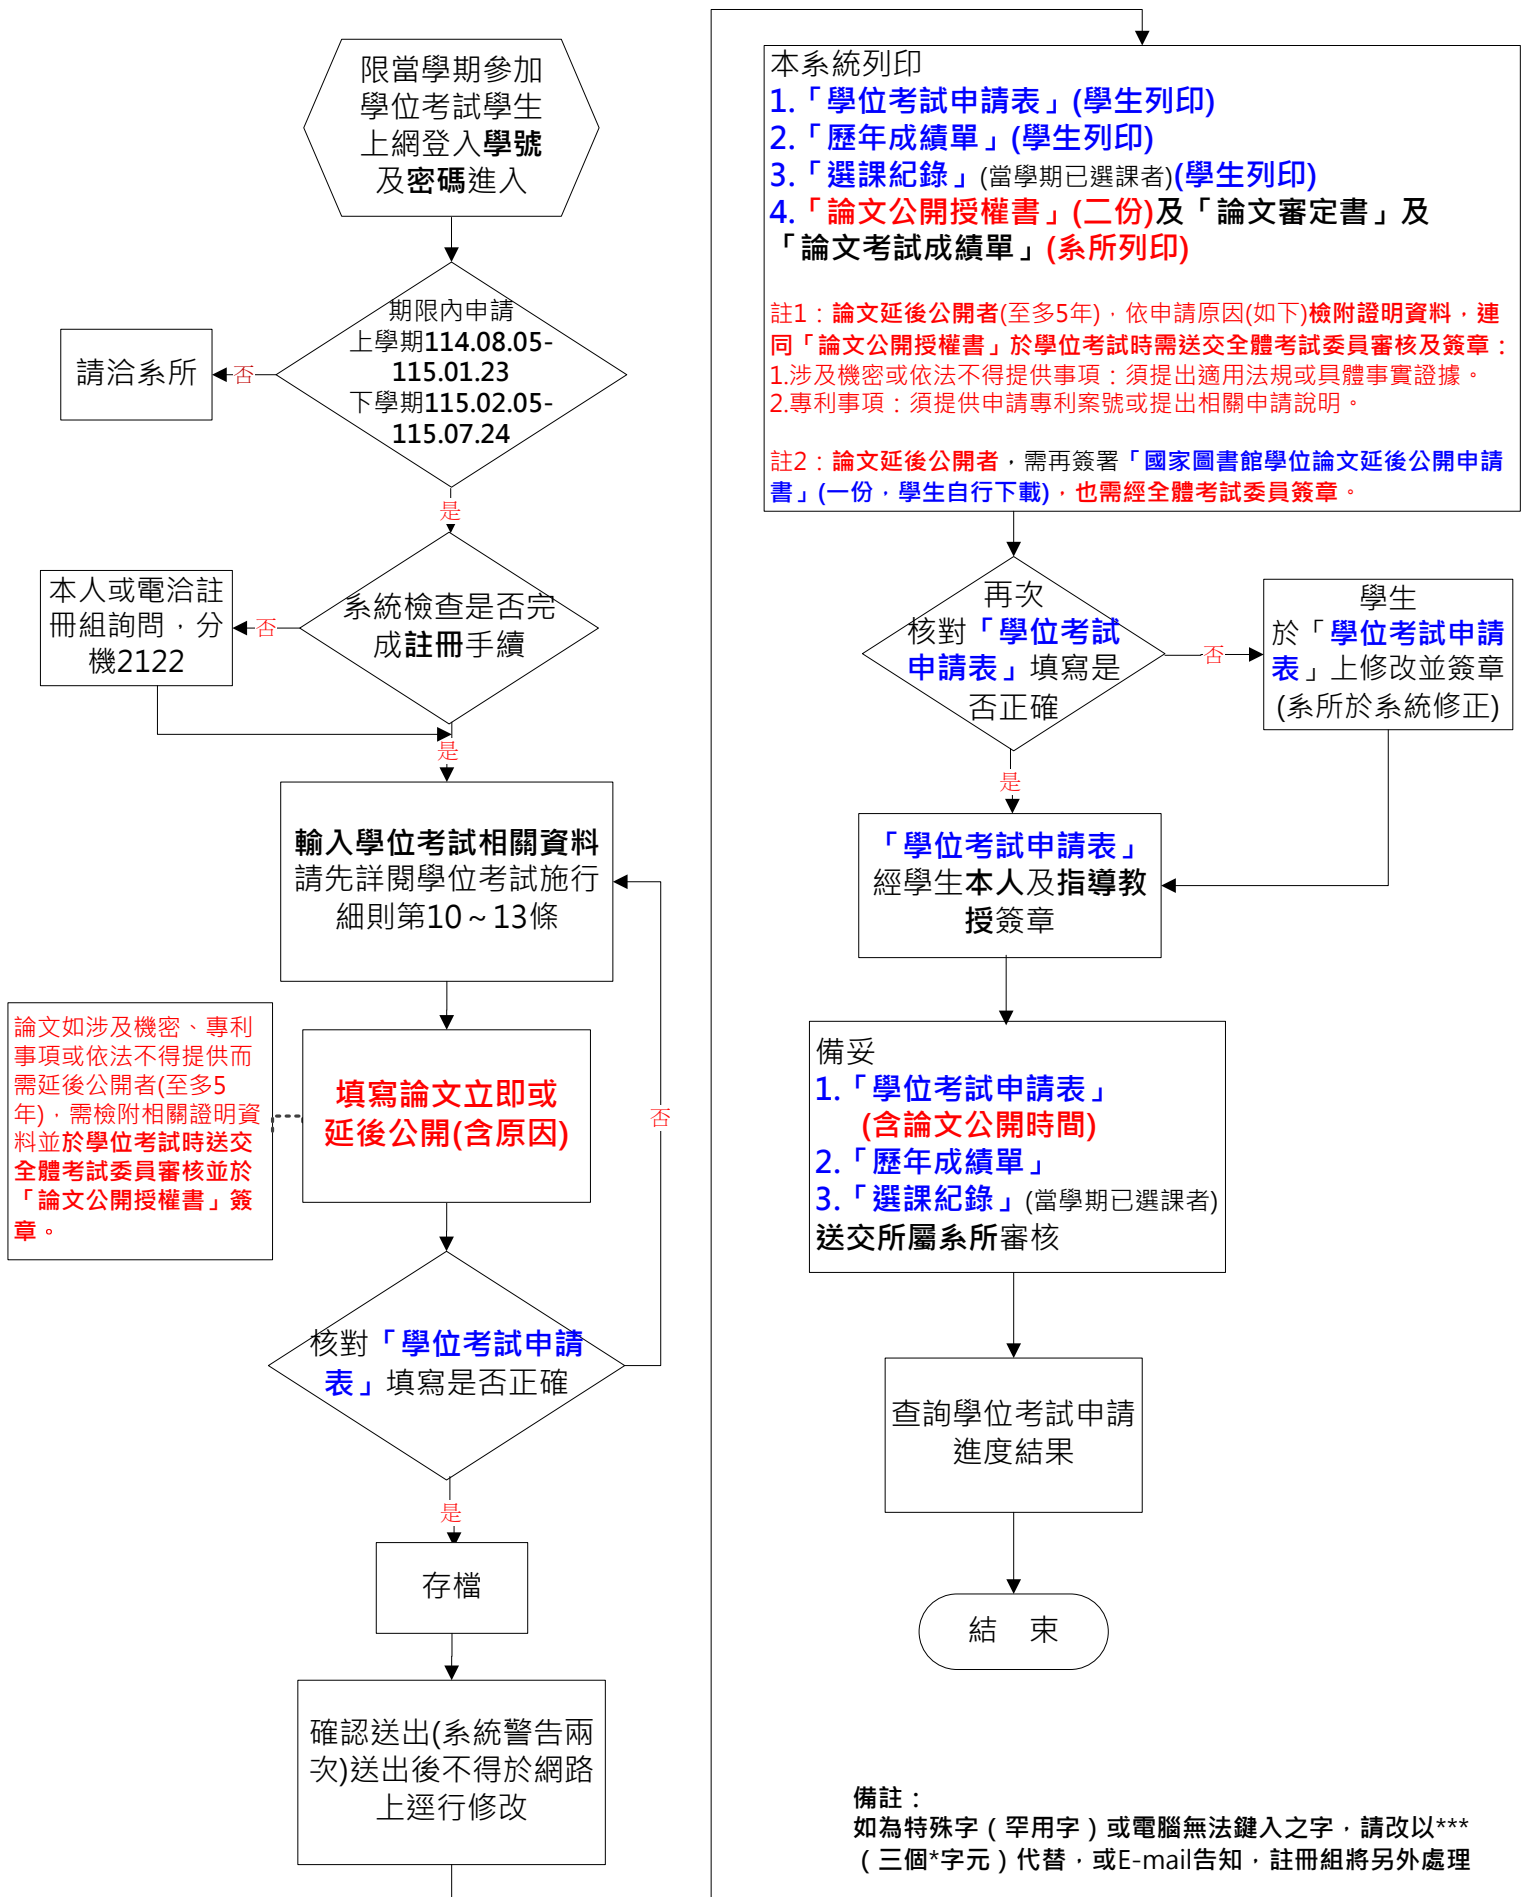 限當學期參加
學位考試學生
上網登入學號
及密碼進入
期限內申請
上學期114.08.05-
115.01.23
下學期115.02.05-
115.07.24
否
請洽系所
是
系統檢查是否完
成註冊手續
否
本人或電洽註
冊組詢問，分
機2122
是
輸入學位考試相關資料
請先詳閱學位考試施行
細則第10～13條
填寫論文立即或
延後公開(含原因)
論文如涉及機密、專利
事項或依法不得提供而
需延後公開者(至多5
年)，需檢附相關證明資
料並於學位考試時送交
全體考試委員審核並於
「論文公開授權書」簽
章。
否
核對「學位考試申請
表」填寫是否正確
是
存檔
確認送出(系統警告兩
次)送出後不得於網路
上逕行修改
本系統列印
1.「學位考試申請表」(學生列印)
2.「歷年成績單」(學生列印)
3.「選課紀錄」(當學期已選課者)(學生列印)
4.「論文公開授權書」(二份)及「論文審定書」及
「論文考試成績單」(系所列印)
註1：論文延後公開者(至多5年)，依申請原因(如下)檢附證明資料，連
同「論文公開授權書」於學位考試時需送交全體考試委員審核及簽章：
1.涉及機密或依法不得提供事項：須提出適用法規或具體事實證據。
2.專利事項：須提供申請專利案號或提出相關申請說明。
註2：論文延後公開者，需再簽署「國家圖書館學位論文延後公開申請
書」(一份，學生自行下載)，也需經全體考試委員簽章。
再次
核對「學位考試
申請表」填寫是
否正確
否
學生
於「學位考試申請
表」上修改並簽章
(系所於系統修正)
是
「學位考試申請表」
經學生本人及指導教
授簽章
備妥
1.「學位考試申請表」
(含論文公開時間)
2.「歷年成績單」
3.「選課紀錄」(當學期已選課者)
送交所屬系所審核
查詢學位考試申請
進度結果
結　束
備註：
如為特殊字（罕用字）或電腦無法鍵入之字，請改以***
（三個*字元）代替，或E-mail告知，註冊組將另外處理